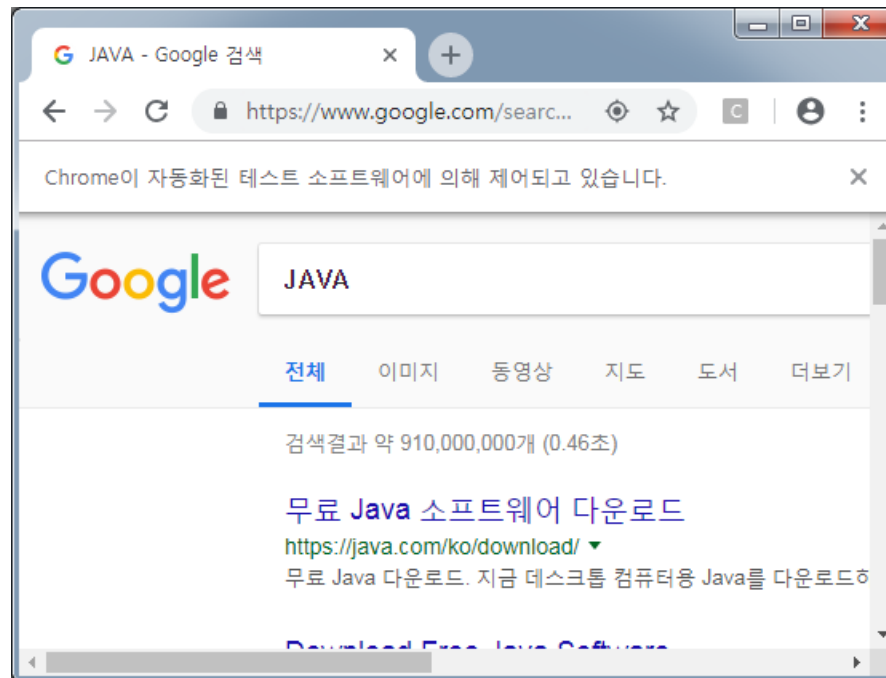 JAVA - Google 검색
https://www.google.com/searc...
C
Chrome이 자동화된 테스트 소프트웨어에 의해 제어되고 있습니다.
Google JAVA
전체 이미지 동영상 지도 도서 더보기
검색결과 약 910,000,000개 (0.46초)
무료 Java 소프트웨어 다운로드
https://java.com/ko/download/
무료 Java 다운로드. 지금 데스크톱 컴퓨터용 Java를 다운로드하
Download Free Java Software